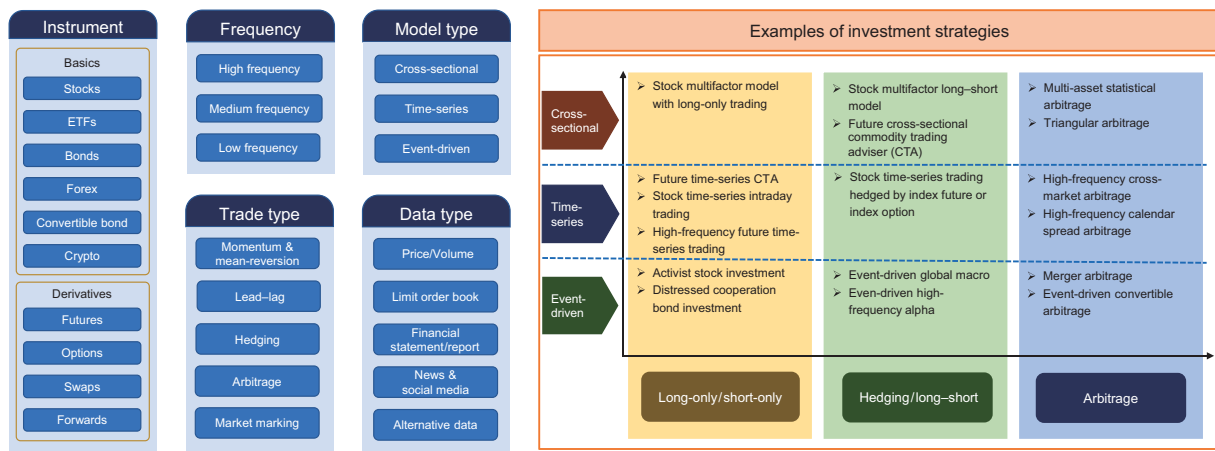 Instrument
Basics
Stocks
ETFs
Bonds
Forex
Convertible bond
Crypto
Derivatives
Futures
Options
Swaps
Forwards
Frequency
High frequency
Medium frequency
Low frequency
Model type
Cross-sectional
Time-series
Event-driven
Trade type
Momentum &
mean-reversion
Lead–lag
Hedging
Arbitrage
Market marking
Data type
Price/Volume
Limit order book
Financial
statement/report
News &
social media
Alternative data
Examples of investment strategies
Cross-
sectional
➢ Stock multifactor model
with long-only trading
➢ Stock multifactor long–short
model
➢ Future cross-sectional
commodity trading
adviser (CTA)
➢ Multi-asset statistical
arbitrage
➢ Triangular arbitrage
Time-
series
➢ Future time-series CTA
➢ Stock time-series intraday
trading
➢ High-frequency future time-
series trading
➢ Stock time-series trading
hedged by index future or
index option
➢ High-frequency cross-
market arbitrage
➢ High-frequency calendar
spread arbitrage
Event-
driven
➢ Activist stock investment
➢ Distressed cooperation
bond investment
➢ Event-driven global macro
➢ Even-driven high-
frequency alpha
➢ Merger arbitrage
➢ Event-driven convertible
arbitrage
Long-only/short-only
Hedging/long–short
Arbitrage